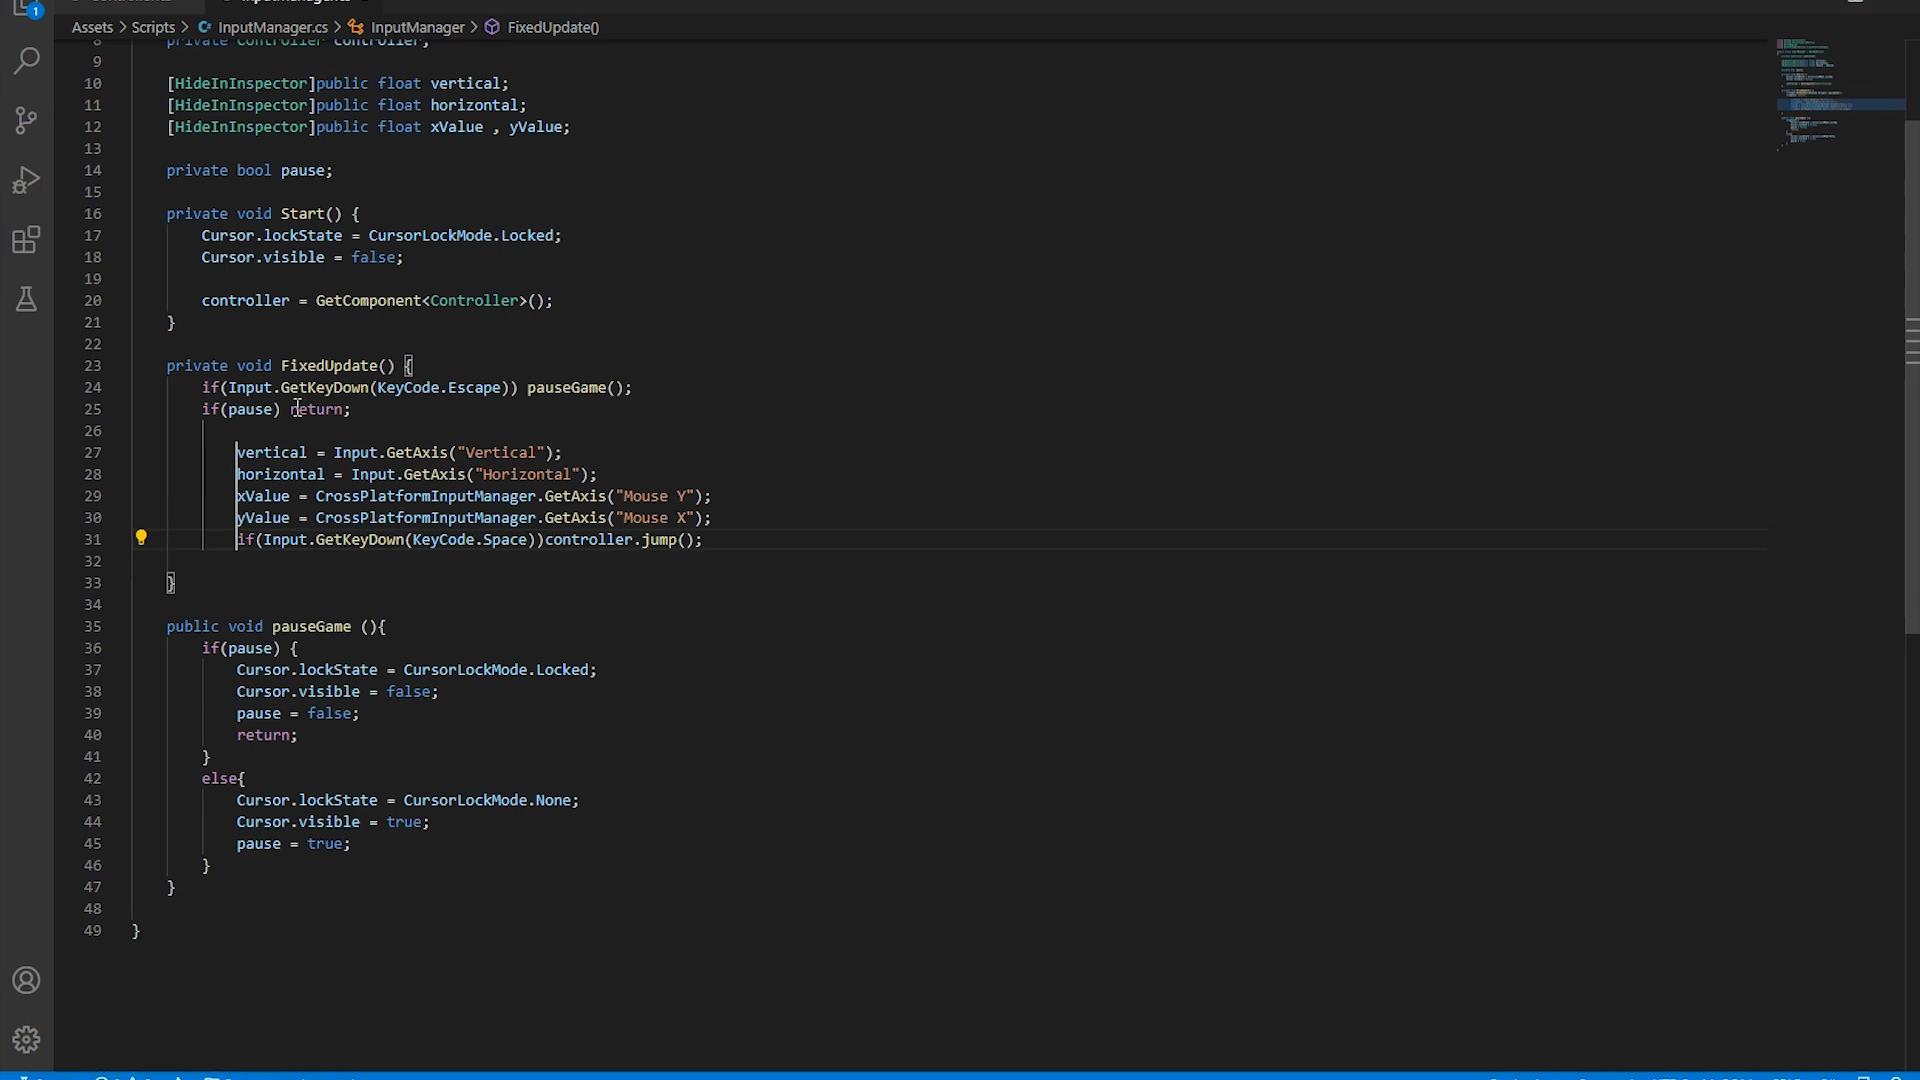 1
Assets > Scripts > InputManager.cs > InputManager > FixedUpdate()
8 private Controller controller;
9
10 [HideInInspector]public float vertical;
11 [HideInInspector]public float horizontal;
12 [HideInInspector]public float xValue , yValue;
13
14 private bool pause;
15
16 private void Start() {
17 Cursor.lockState = CursorLockMode.Locked;
18 Cursor.visible = false;
19
20 controller = GetComponent<Controller>();
21 }
22
23 private void FixedUpdate() {
24 if(Input.GetKeyDown(KeyCode.Escape)) pauseGame();
25 if(pause) return;
26
27 vertical = Input.GetAxis("Vertical");
28 horizontal = Input.GetAxis("Horizontal");
29 xValue = CrossPlatformInputManager.GetAxis("Mouse Y");
30 yValue = CrossPlatformInputManager.GetAxis("Mouse X");
31 if(Input.GetKeyDown(KeyCode.Space))controller.jump();
32
33 }
34
35 public void pauseGame (){
36 if(pause) {
37 Cursor.lockState = CursorLockMode.Locked;
38 Cursor.visible = false;
39 pause = false;
40 return;
41 }
42 else{
43 Cursor.lockState = CursorLockMode.None;
44 Cursor.visible = true;
45 pause = true;
46 }
47 }
48
49 }